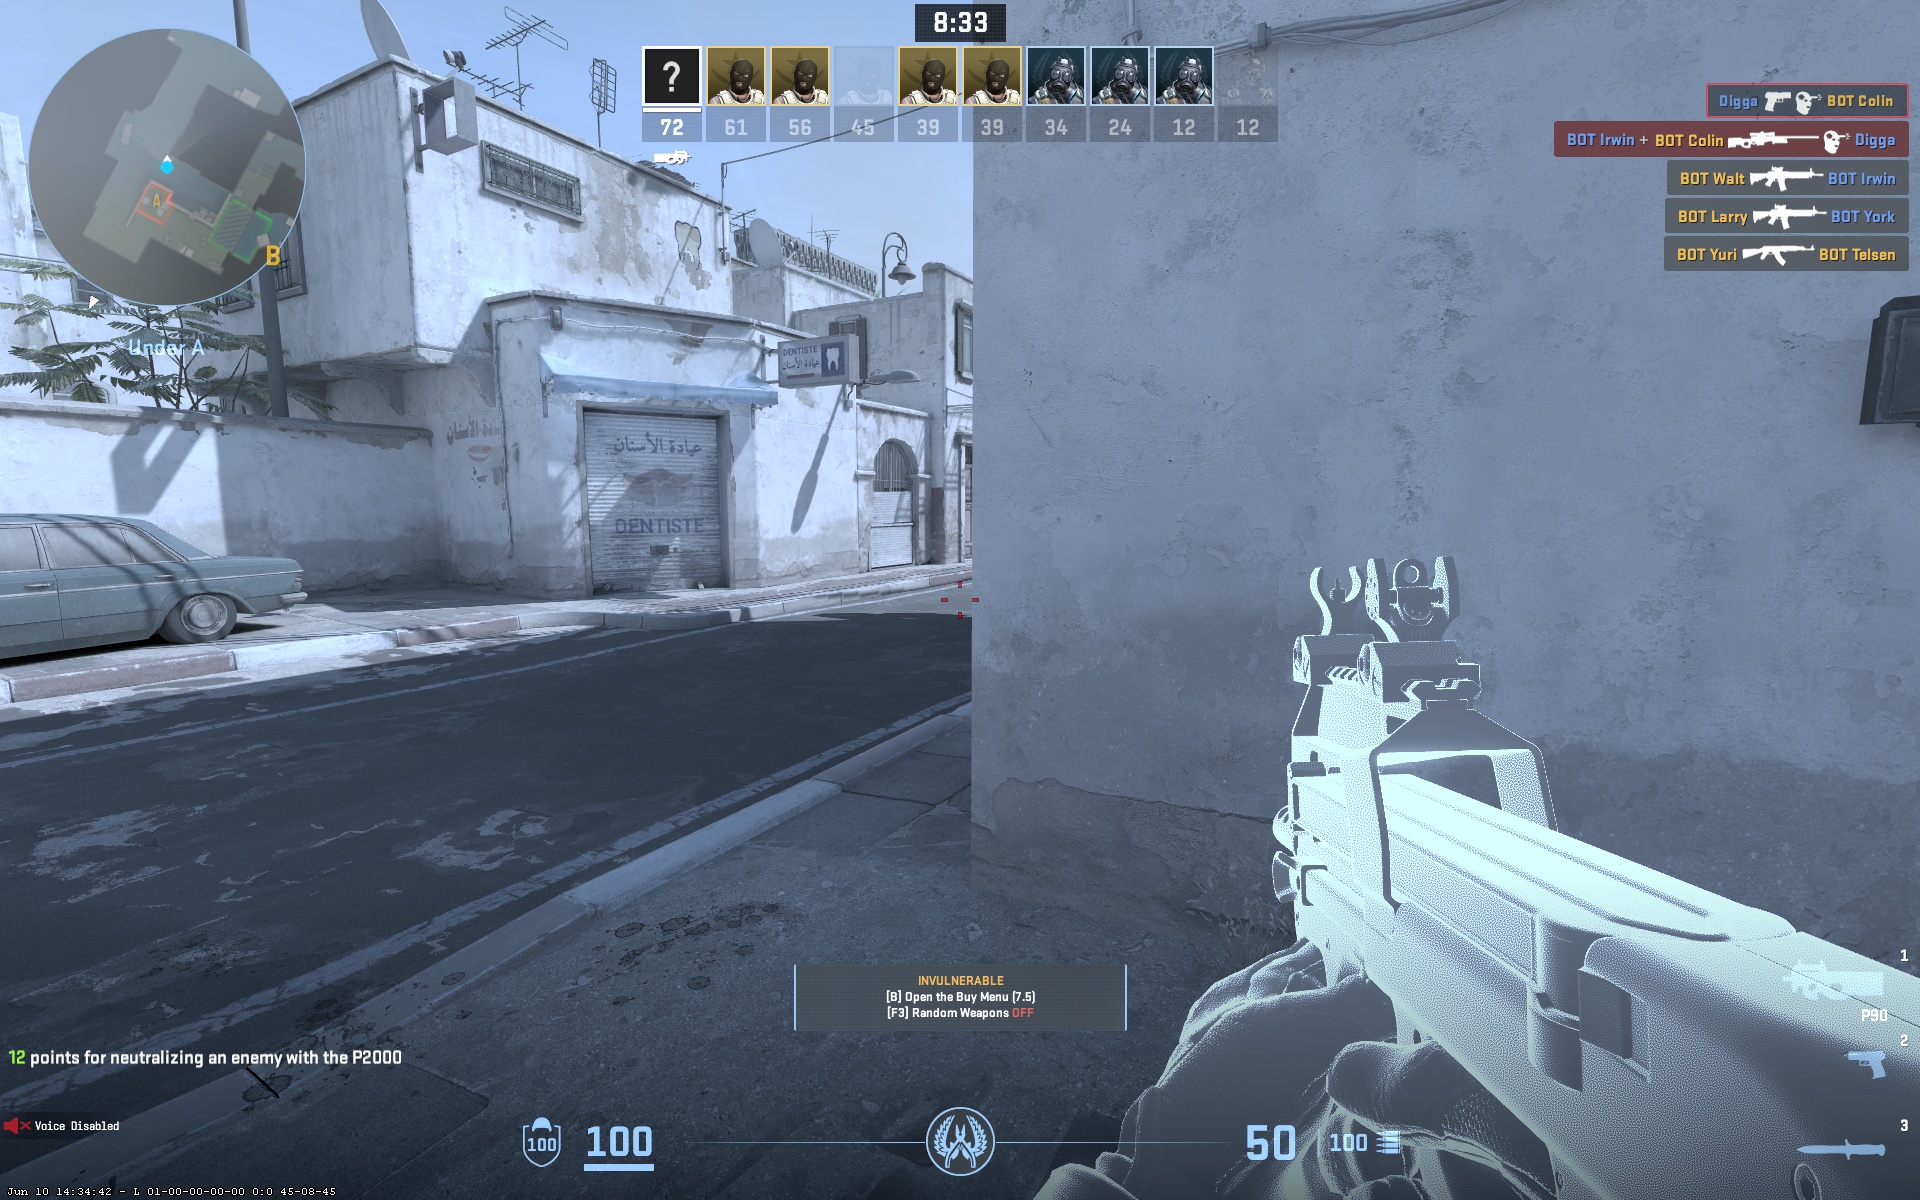 8:33
?
72 61 56 45 39 39 34 24 12 12
Digga BOT Colin
BOT Irwin + BOT Colin Digga
BOT Walt BOT Irwin
BOT Larry BOT York
BOT Yuri BOT Telsen
A
B
Under A
DENTISTE
عيادة الأسنان
عيادة الأسنان
DENTISTE
INVULNERABLE
[B] Open the Buy Menu (7.5)
[F3] Random Weapons OFF
1
P90
2
3
12 points for neutralizing an enemy with the P2000
Voice Disabled
100 100
50 100
Jun 10 14:34:42 - L 01-00-00-00-00 0:0 45-08-45